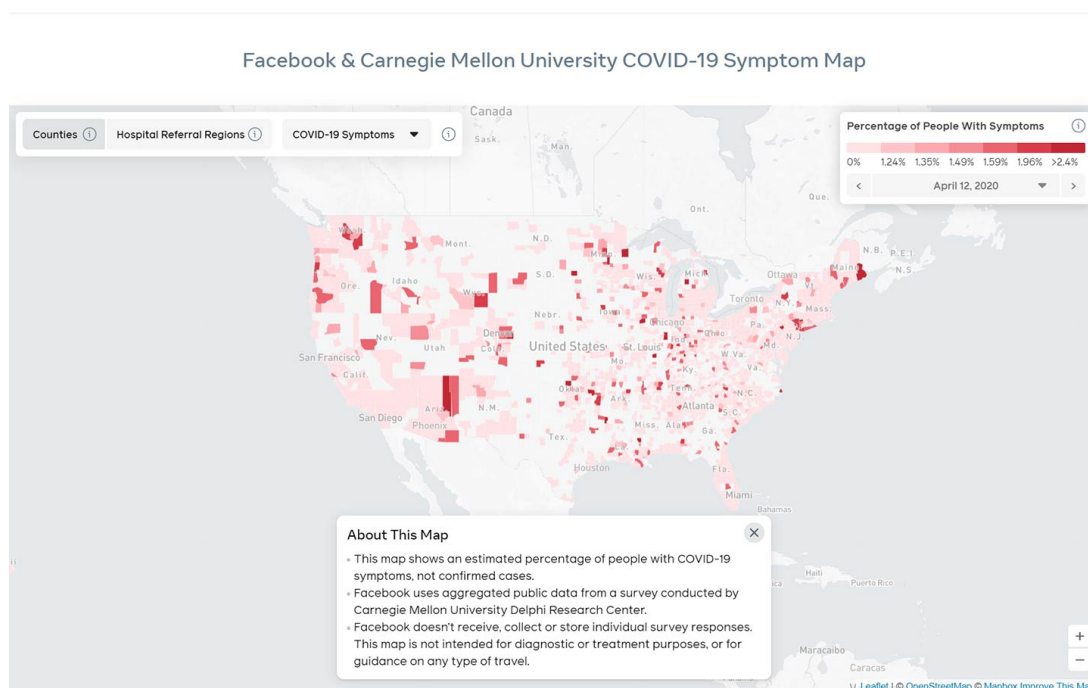 Facebook & Carnegie Mellon University COVID-19 Symptom Map
Counties
Hospital Referral Regions
COVID-19 Symptoms
Percentage of People With Symptoms
0% 1.24% 1.35% 1.49% 1.59% 1.96% >2.4%
April 12, 2020
Canada
Sask.
Man.
Ont.
Que.
N.B.
P.E.I.
N.S.
Wash.
Mont.
N.D.
Minn.
Ottawa
Maine
Vt.
Ore.
Idaho
S.D.
Wis.
Mich.
Toronto
N.Y.
Mass.
Wyo.
Nebr.
Iowa
Chicago
Ohio
Pa.
N.J.
Nev.
Utah
Denver
Colo.
United States
St. Louis
Ind.
Md.
W.Va.
San Francisco
Calif.
Mo.
Ky.
Va.
Okla.
Ark.
Tenn.
N.C.
San Diego
Ariz.
Phoenix
N.M.
Atlanta
S.C.
Tex.
Miss.
Ala.
Ga.
Houston
La.
Fla.
Miami
Bahamas
About This Map
This map shows an estimated percentage of people with COVID-19
symptoms, not confirmed cases.
Facebook uses aggregated public data from a survey conducted by
Carnegie Mellon University Delphi Research Center.
Facebook doesn't receive, collect or store individual survey responses.
This map is not intended for diagnostic or treatment purposes, or for
guidance on any type of travel.
Haiti
Puerto Rico
Maracaibo
Caracas
Leaflet | © OpenStreetMap © Mapbox Improve This Ma